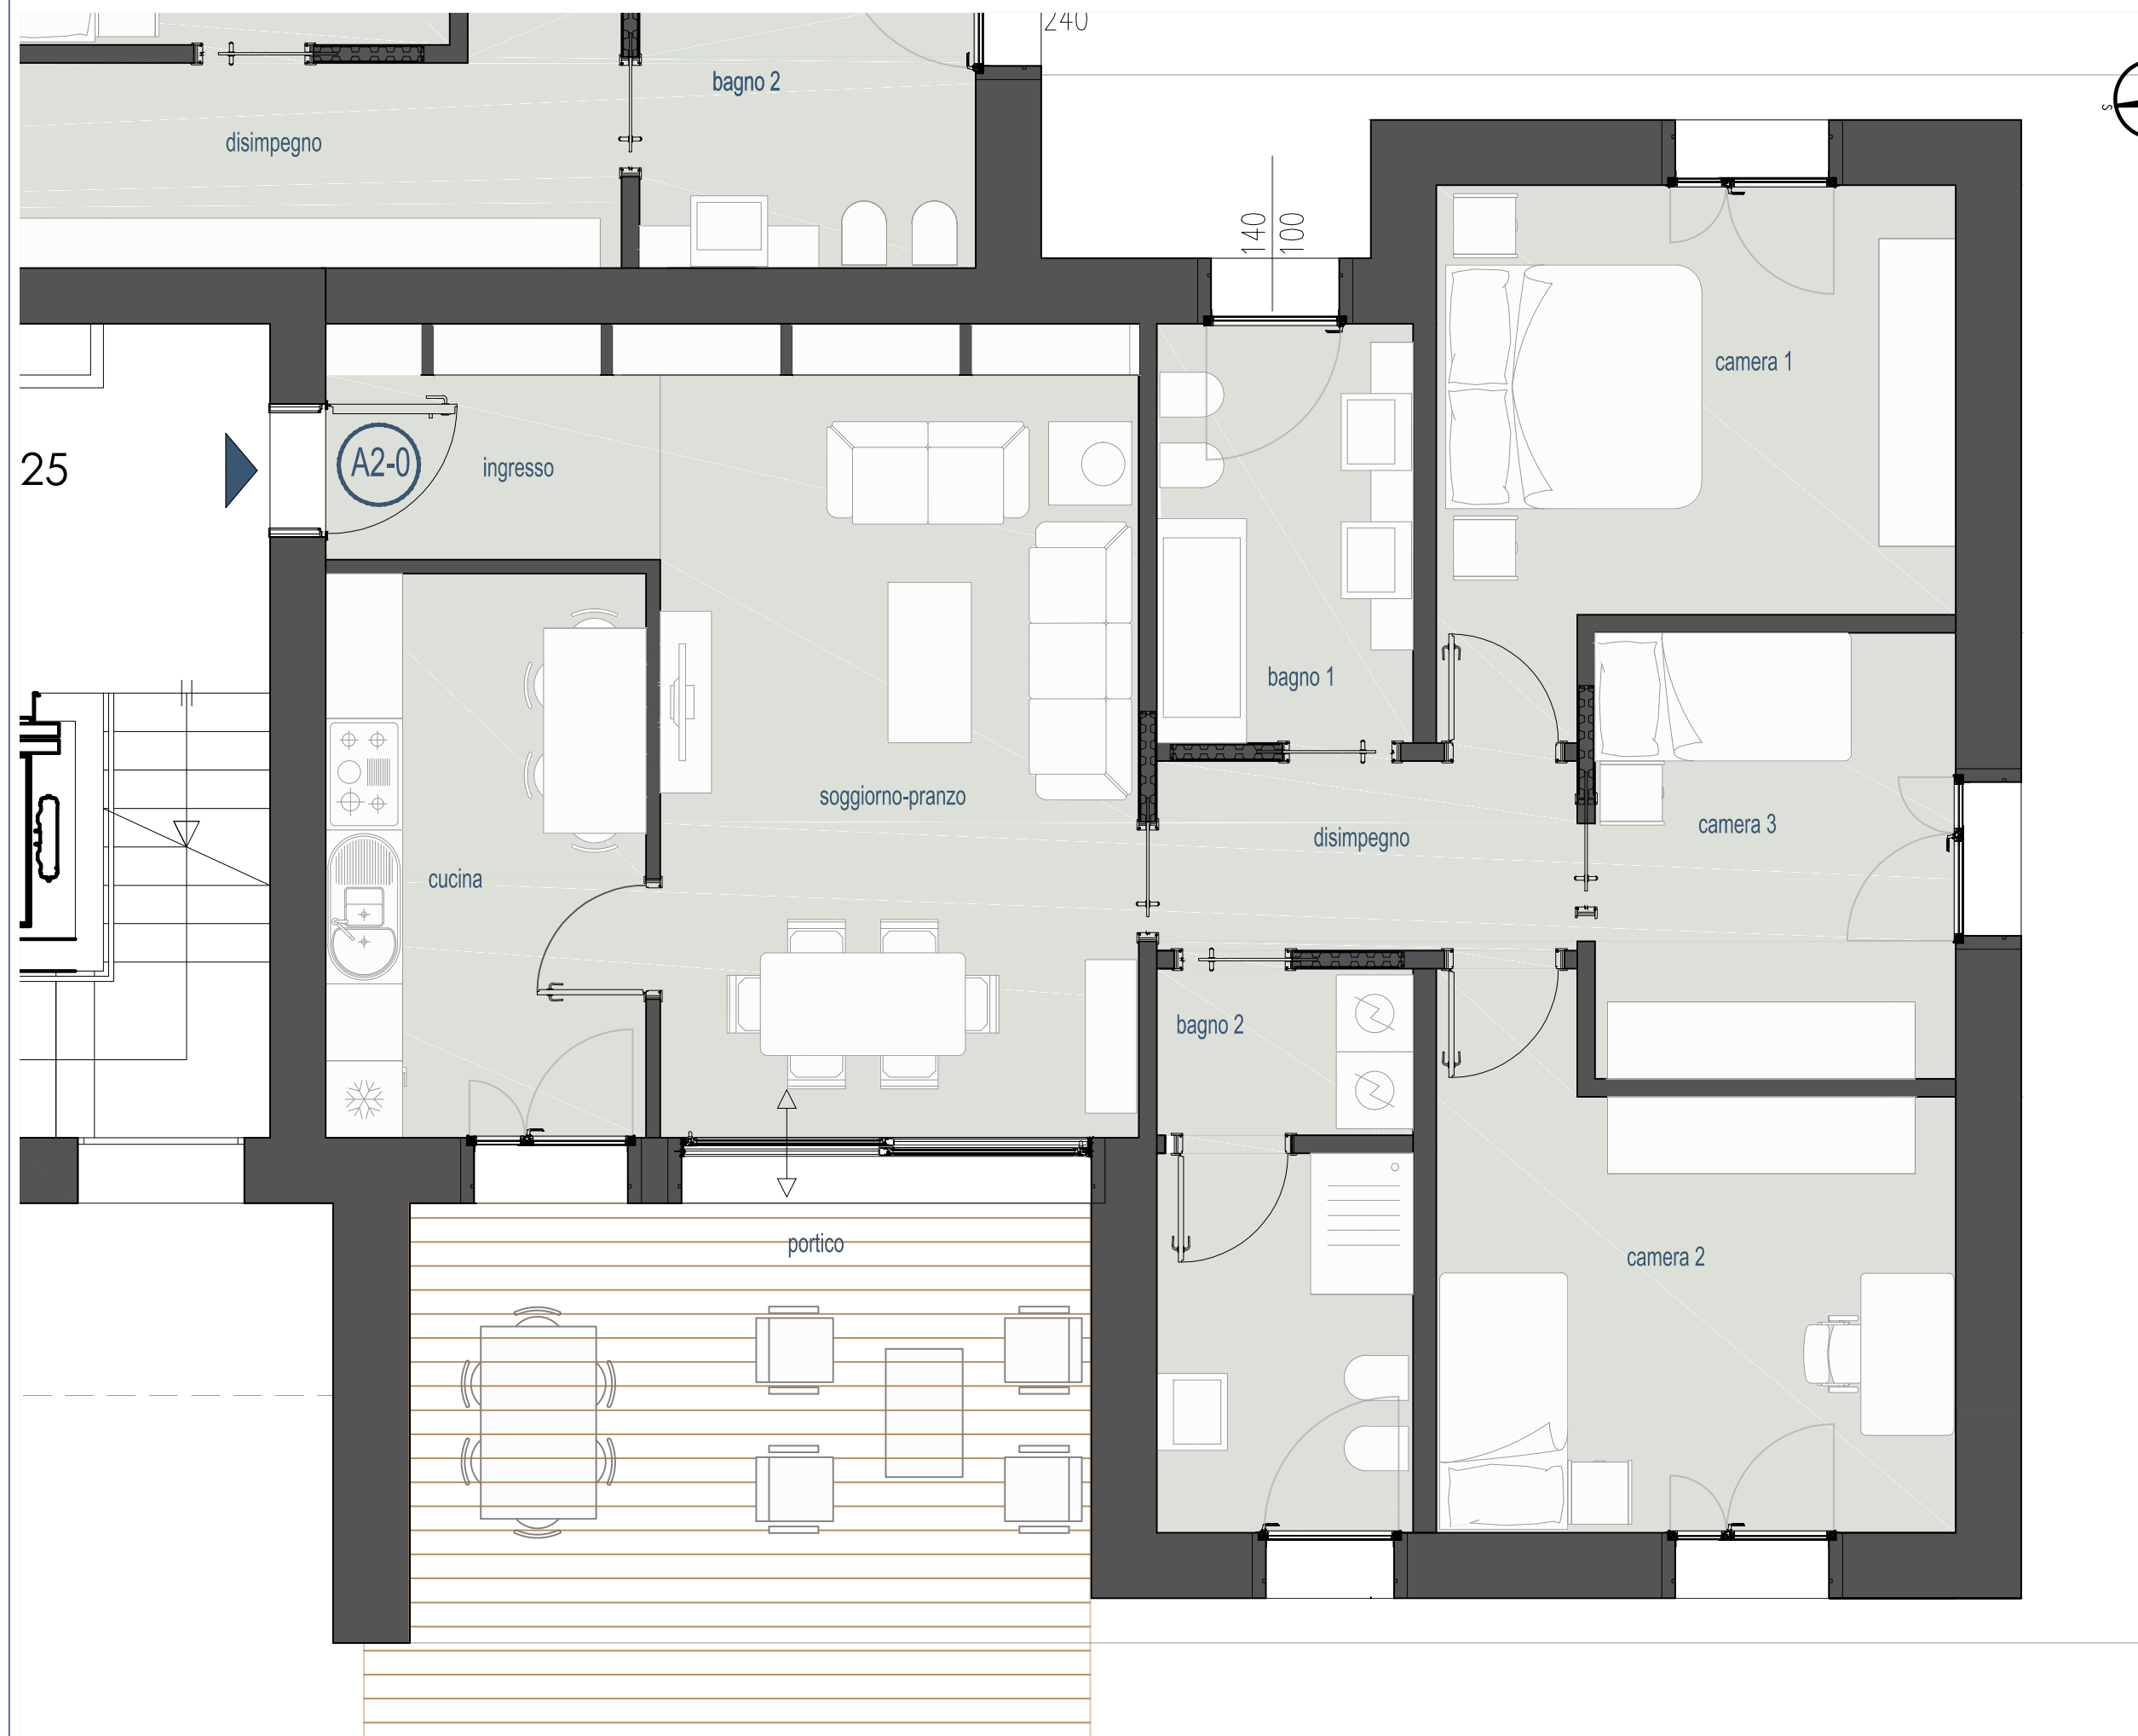 240
bagno 2
disimpegno
S
140
100
camera 1
25
A2-0
ingresso
bagno 1
soggiorno-pranzo
disimpegno
camera 3
cucina
bagno 2
portico
camera 2